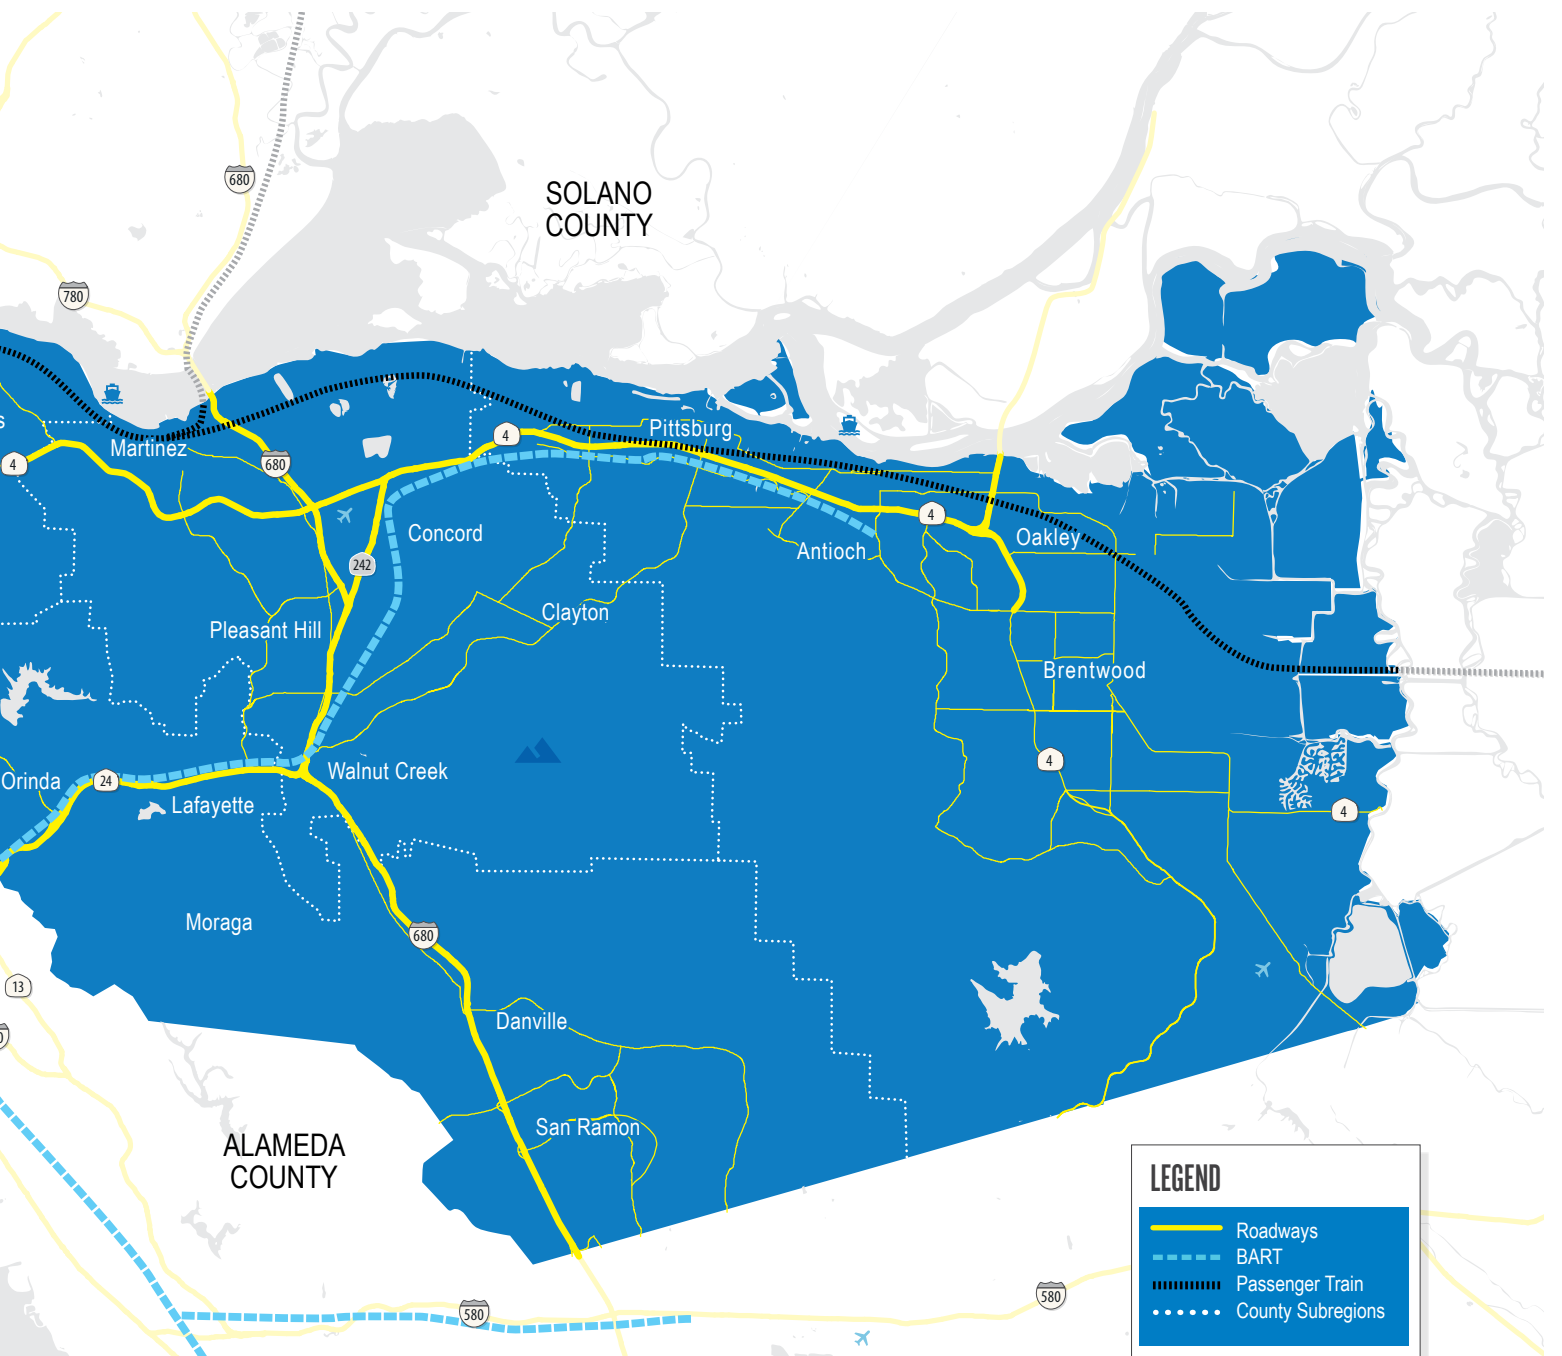 680
SOLANO
COUNTY
780
s
Martinez
4
680
4
Pittsburg
4
Oakley
Concord
242
Antioch
Clayton
Pleasant Hill
Brentwood
4
Orinda
24
Walnut Creek
Lafayette
4
Moraga
680
13
0
Danville
San Ramon
ALAMEDA
COUNTY
580
580
LEGEND
Roadways
BART
Passenger Train
County Subregions